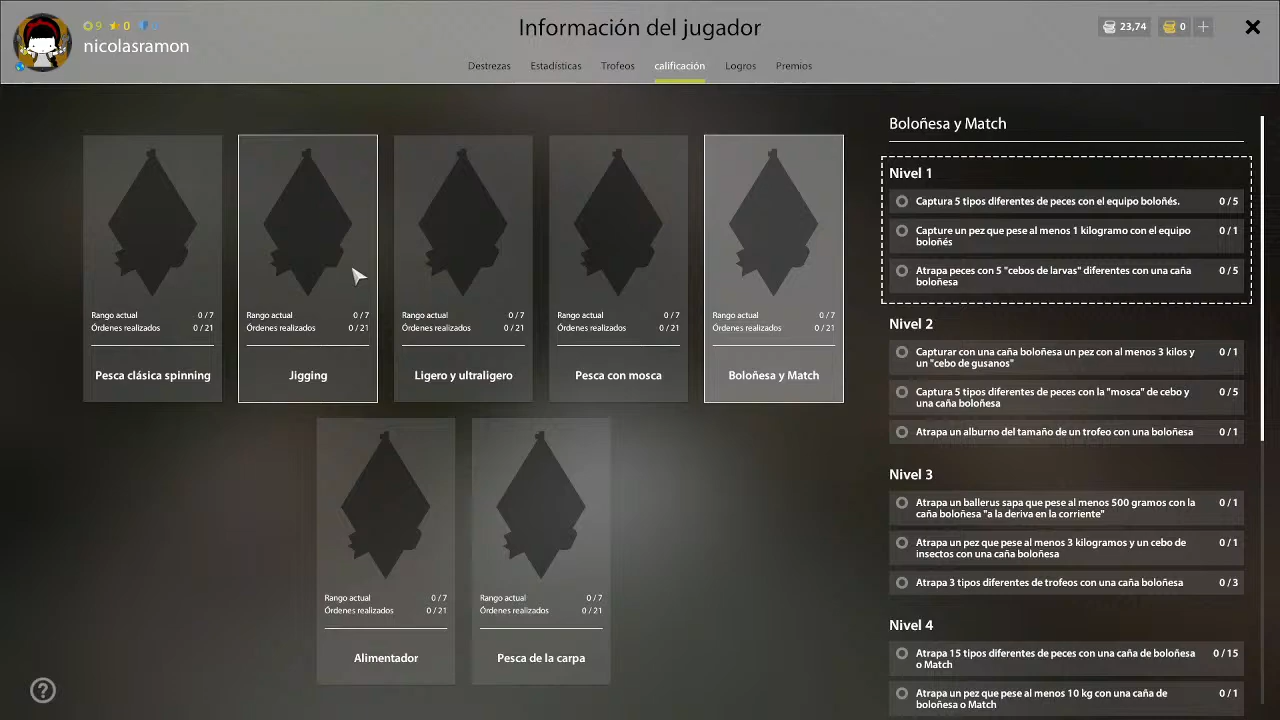 9 0
nicolasramon
Información del jugador
23,74 0
Destrezas Estadísticas Trofeos calificación Logros Premios
Rango actual 0 / 7
Órdenes realizados 0 / 21
Pesca clásica spinning
Rango actual 0 / 7
Órdenes realizados 0 / 21
Jigging
Rango actual 0 / 7
Órdenes realizados 0 / 21
Ligero y ultraligero
Rango actual 0 / 7
Órdenes realizados 0 / 21
Pesca con mosca
Rango actual 0 / 7
Órdenes realizados 0 / 21
Boloñesa y Match
Rango actual 0 / 7
Órdenes realizados 0 / 21
Alimentador
Rango actual 0 / 7
Órdenes realizados 0 / 21
Pesca de la carpa
Boloñesa y Match
Nivel 1
Captura 5 tipos diferentes de peces con el equipo boloñés. 0 / 5
Capture un pez que pese al menos 1 kilogramo con el equipo 0 / 1
boloñés
Atrapa peces con 5 "cebos de larvas" diferentes con una caña 0 / 5
boloñesa
Nivel 2
Capturar con una caña boloñesa un pez con al menos 3 kilos y 0 / 1
un "cebo de gusanos"
Captura 5 tipos diferentes de peces con la "mosca" de cebo y 0 / 5
una caña boloñesa
Atrapa un alburno del tamaño de un trofeo con una boloñesa 0 / 1
Nivel 3
Atrapa un ballerus sapa que pese al menos 500 gramos con la 0 / 1
caña boloñesa "a la deriva en la corriente"
Atrapa un pez que pese al menos 3 kilogramos y un cebo de 0 / 1
insectos con una caña boloñesa
Atrapa 3 tipos diferentes de trofeos con una caña boloñesa 0 / 3
Nivel 4
Atrapa 15 tipos diferentes de peces con una caña de boloñesa 0 / 15
o Match
Atrapa un pez que pese al menos 10 kg con una caña de 0 / 1
boloñesa o Match
?